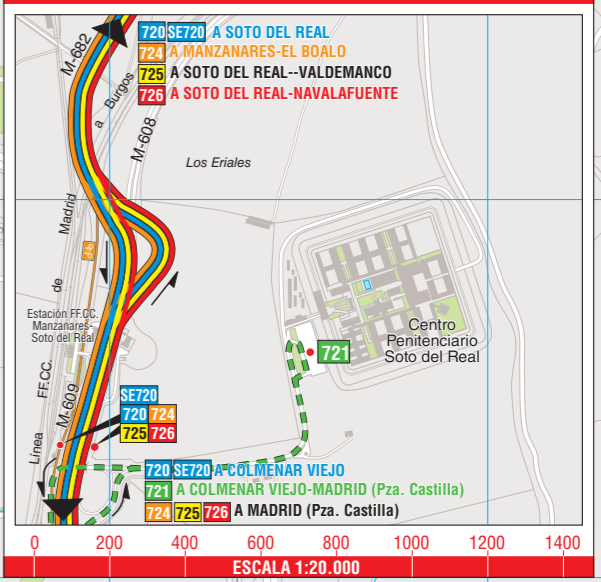 720 SE720 A SOTO DEL REAL
724 A MANZANARES-EL BOALO
725 A SOTO DEL REAL--VALDEMANCO
726 A SOTO DEL REAL-NAVALAFUENTE
M-682
a Burgos
M-608
Los Eriales
Madrid
de
Estación FF.CC.
Manzanares-
Soto del Real
FF.CC.
Línea
M-609
Centro
Penitenciario
Soto del Real
721
SE720
720 724
725 726
720 SE720 A COLMENAR VIEJO
721 A COLMENAR VIEJO-MADRID (Pza. Castilla)
724 725 726 A MADRID (Pza. Castilla)
0 200 400 600 800 1000 1200 1400
ESCALA 1:20.000